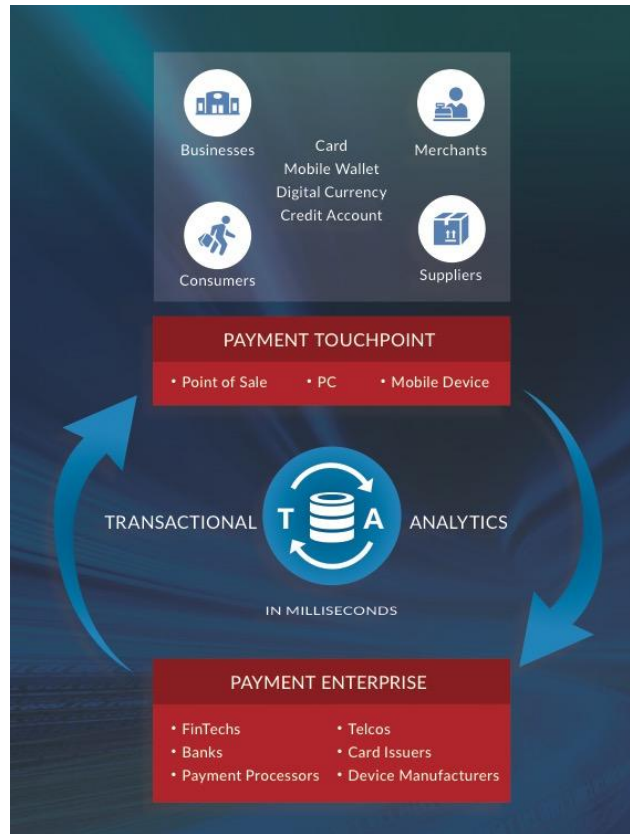 Businesses
Card
Mobile Wallet
Digital Currency
Credit Account
Merchants
Consumers
Suppliers
PAYMENT TOUCHPOINT
• Point of Sale • PC • Mobile Device
TRANSACTIONAL T A ANALYTICS
IN MILLISECONDS
PAYMENT ENTERPRISE
• FinTechs
• Banks
• Payment Processors
• Telcos
• Card Issuers
• Device Manufacturers